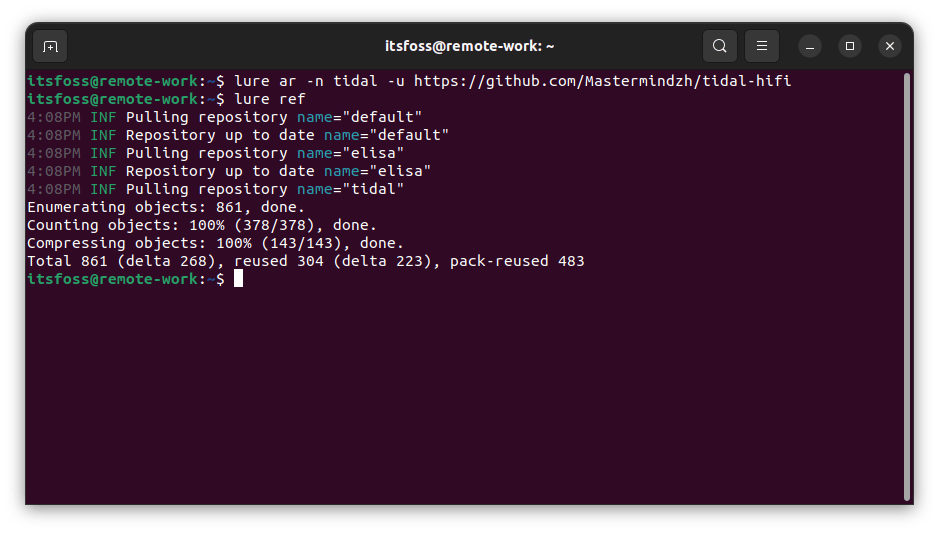 itsfoss@remote-work: ~
itsfoss@remote-work:~$ lure ar -n tidal -u https://github.com/Mastermindzh/tidal-hifi
itsfoss@remote-work:~$ lure ref
4:08PM INF Pulling repository name="default"
4:08PM INF Repository up to date name="default"
4:08PM INF Pulling repository name="elisa"
4:08PM INF Repository up to date name="elisa"
4:08PM INF Pulling repository name="tidal"
Enumerating objects: 861, done.
Counting objects: 100% (378/378), done.
Compressing objects: 100% (143/143), done.
Total 861 (delta 268), reused 304 (delta 223), pack-reused 483
itsfoss@remote-work:~$